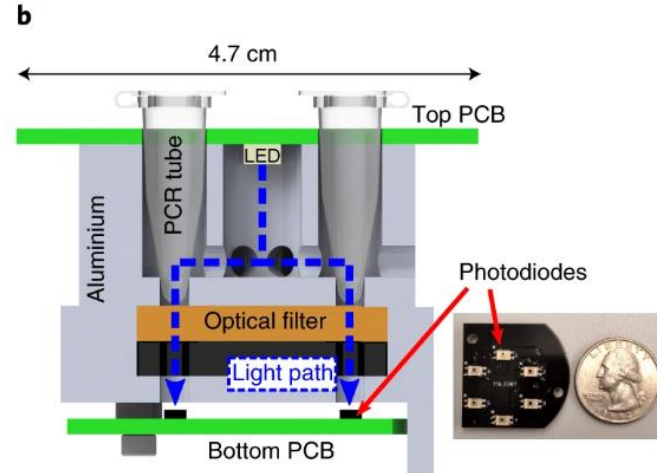 b
4.7 cm
Top PCB
LED
PCR tube
Aluminium
Photodiodes
Optical filter
Light path
Bottom PCB
LIBERTY